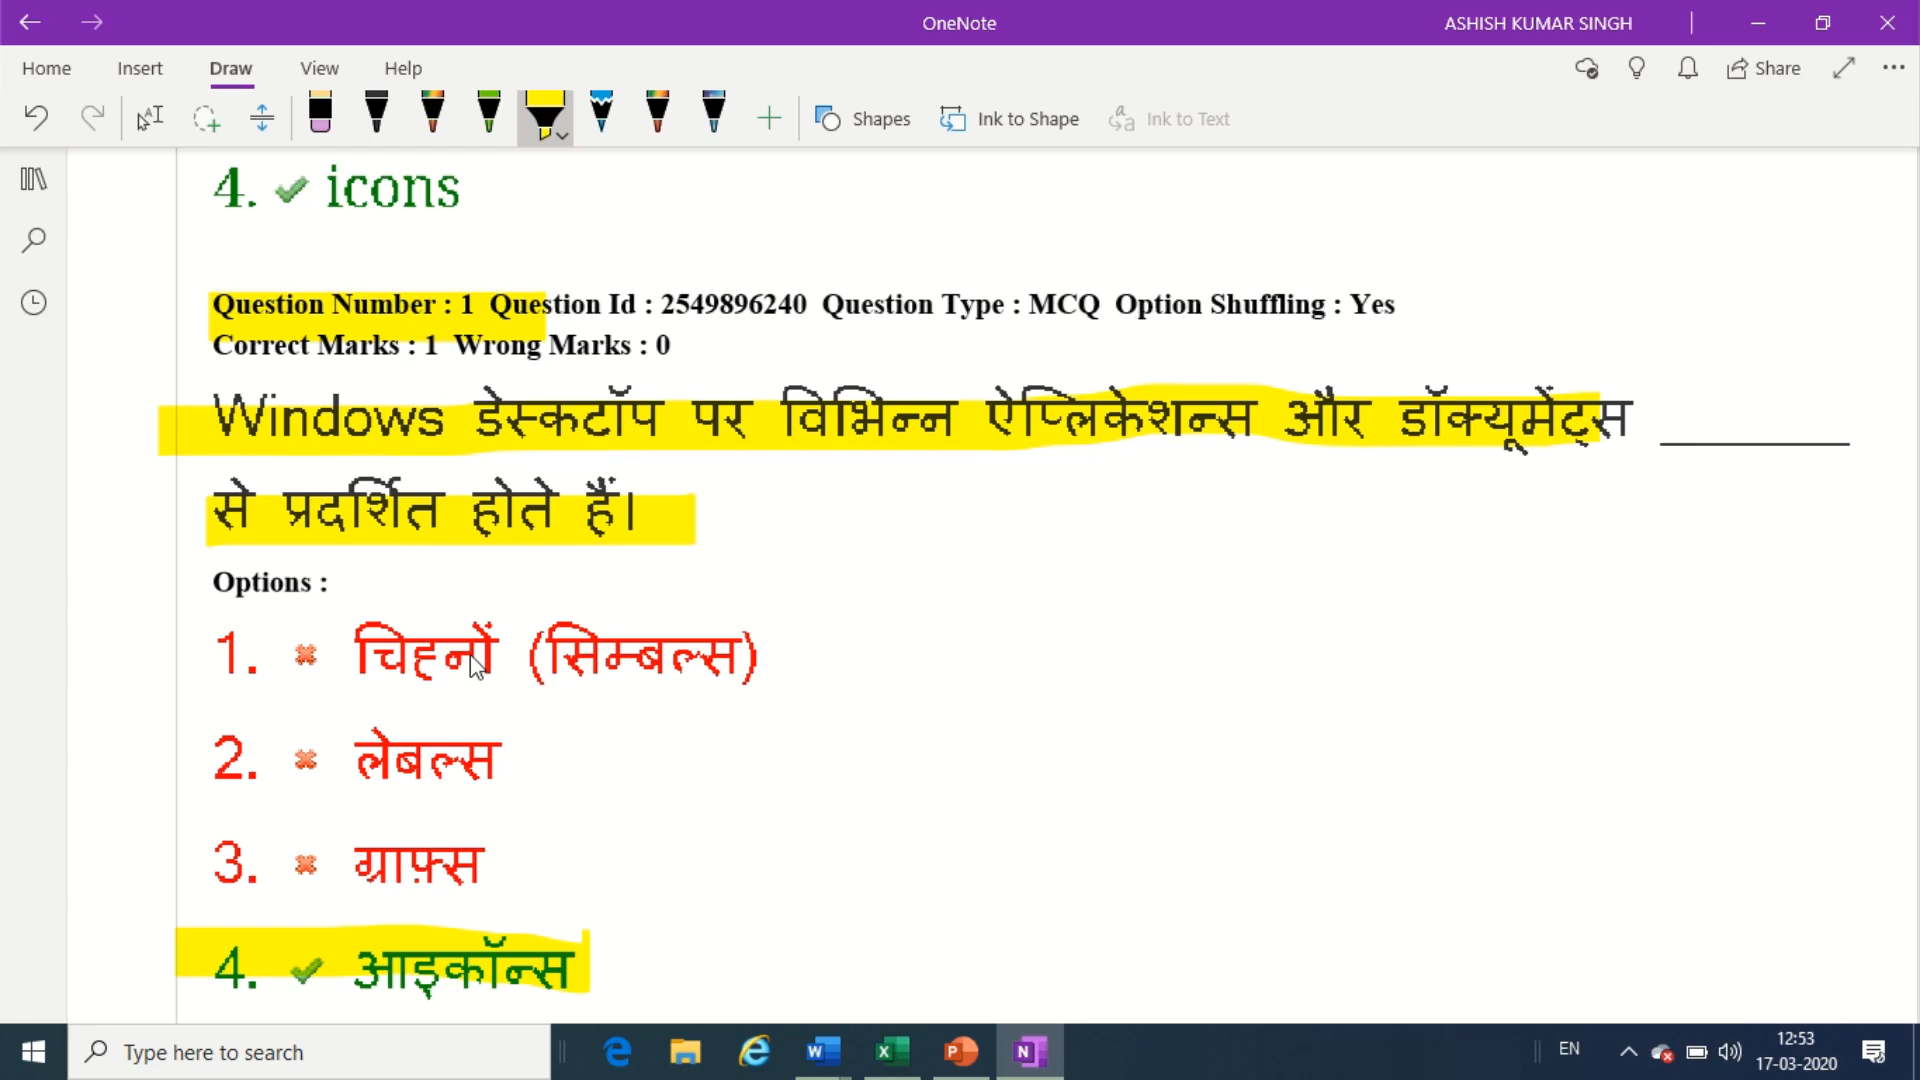 OneNote
ASHISH KUMAR SINGH
Home Insert Draw View Help
Share
Shapes Ink to Shape Ink to Text
4. icons
Question Number : 1 Question Id : 2549896240 Question Type : MCQ Option Shuffling : Yes
Correct Marks : 1 Wrong Marks : 0
Windows डेस्कटॉप पर विभिन्न ऐप्लिकेशन्स और डॉक्यूमेंट्स ________
से प्रदर्शित होते हैं।
Options :
1. चिह्नों (सिम्बल्स)
2. लेबल्स
3. ग्राफ़्स
4. आइकॉन्स
Type here to search
EN
12:53
17-03-2020